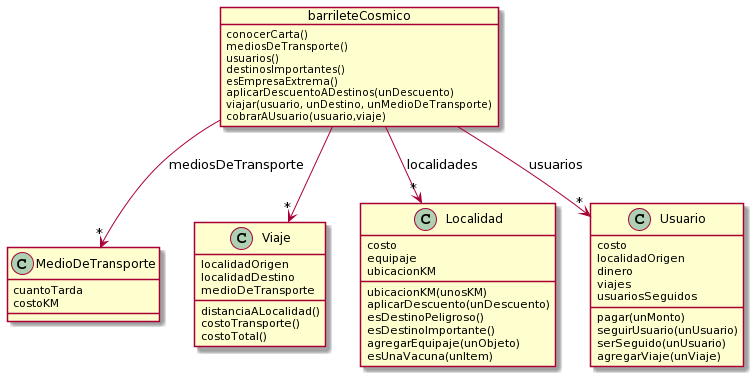 barrileteCosmico
conocerCarta()
mediosDeTransporte()
usuarios()
destinosImportantes()
esEmpresaExtrema()
aplicarDescuentoADestinos(unDescuento)
viajar(usuario, unDestino, unMedioDeTransporte)
cobrarAUsuario(usuario,viaje)
mediosDeTransporte
localidades
usuarios
*
*
*
*
C MedioDeTransporte
cuantoTarda
costoKM
C Viaje
localidadOrigen
localidadDestino
medioDeTransporte
distanciaALocalidad()
costoTransporte()
costoTotal()
C Localidad
costo
equipaje
ubicacionKM
ubicacionKM(unosKM)
aplicarDescuento(unDescuento)
esDestinoPeligroso()
esDestinoImportante()
agregarEquipaje(unObjeto)
esUnaVacuna(unItem)
C Usuario
costo
localidadOrigen
dinero
viajes
usuariosSeguidos
pagar(unMonto)
seguirUsuario(unUsuario)
serSeguido(unUsuario)
agregarViaje(unViaje)